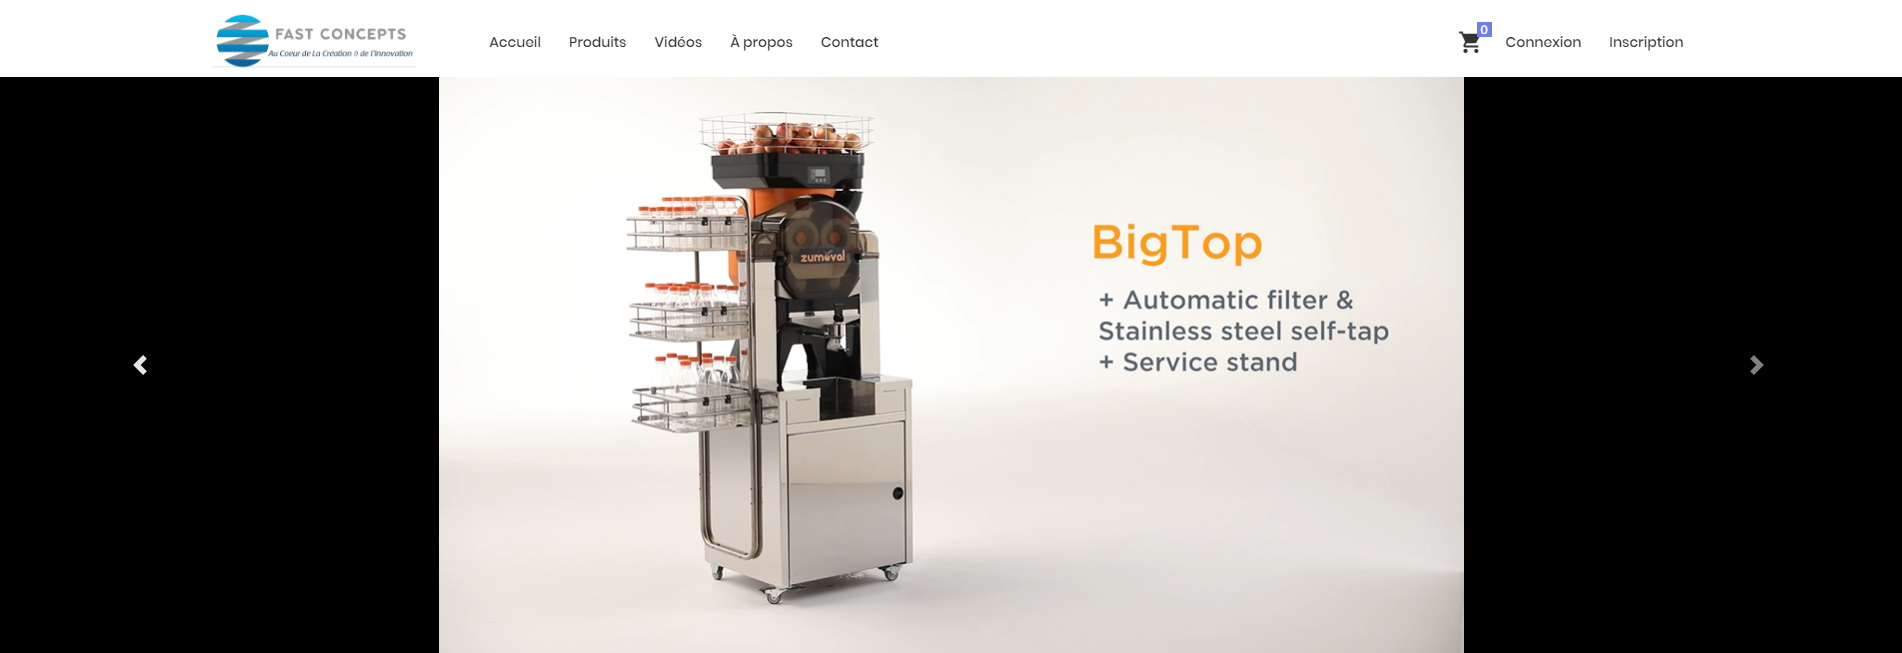 FAST CONCEPTS
Au Coeur de La Création & de l'Innovation
Accueil
Produits
Vidéos
À propos
Contact
0
Connexion
Inscription
zumoval
BigTop
+ Automatic filter &
Stainless steel self-tap
+ Service stand